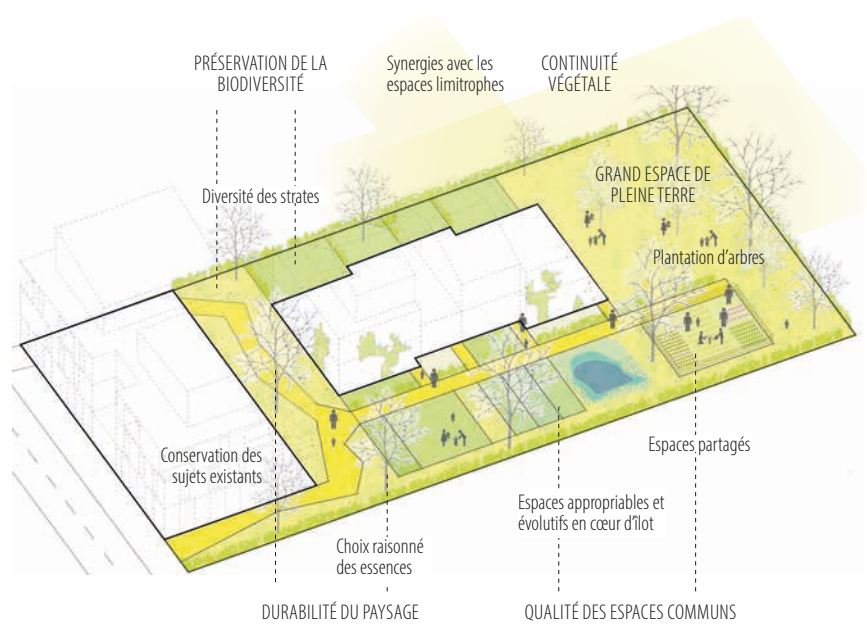 PRÉSERVATION DE LA
BIODIVERSITÉ
Synergies avec les
espaces limitrophes
CONTINUITÉ
VÉGÉTALE
Diversité des strates
GRAND ESPACE DE
PLEINE TERRE
Plantation d'arbres
Conservation des
sujets existants
Espaces partagés
Espaces appropriables et
évolutifs en cœur d'îlot
Choix raisonné
des essences
DURABILITÉ DU PAYSAGE
QUALITÉ DES ESPACES COMMUNS